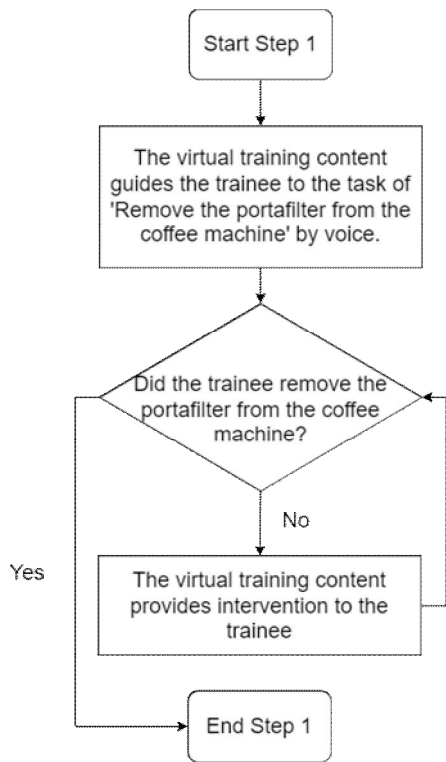 Start Step 1
The virtual training content
guides the trainee to the task of
'Remove the portafilter from the
coffee machine' by voice.
Did the trainee remove the
portafilter from the coffee
machine?
No
Yes
The virtual training content
provides intervention to the
trainee
End Step 1